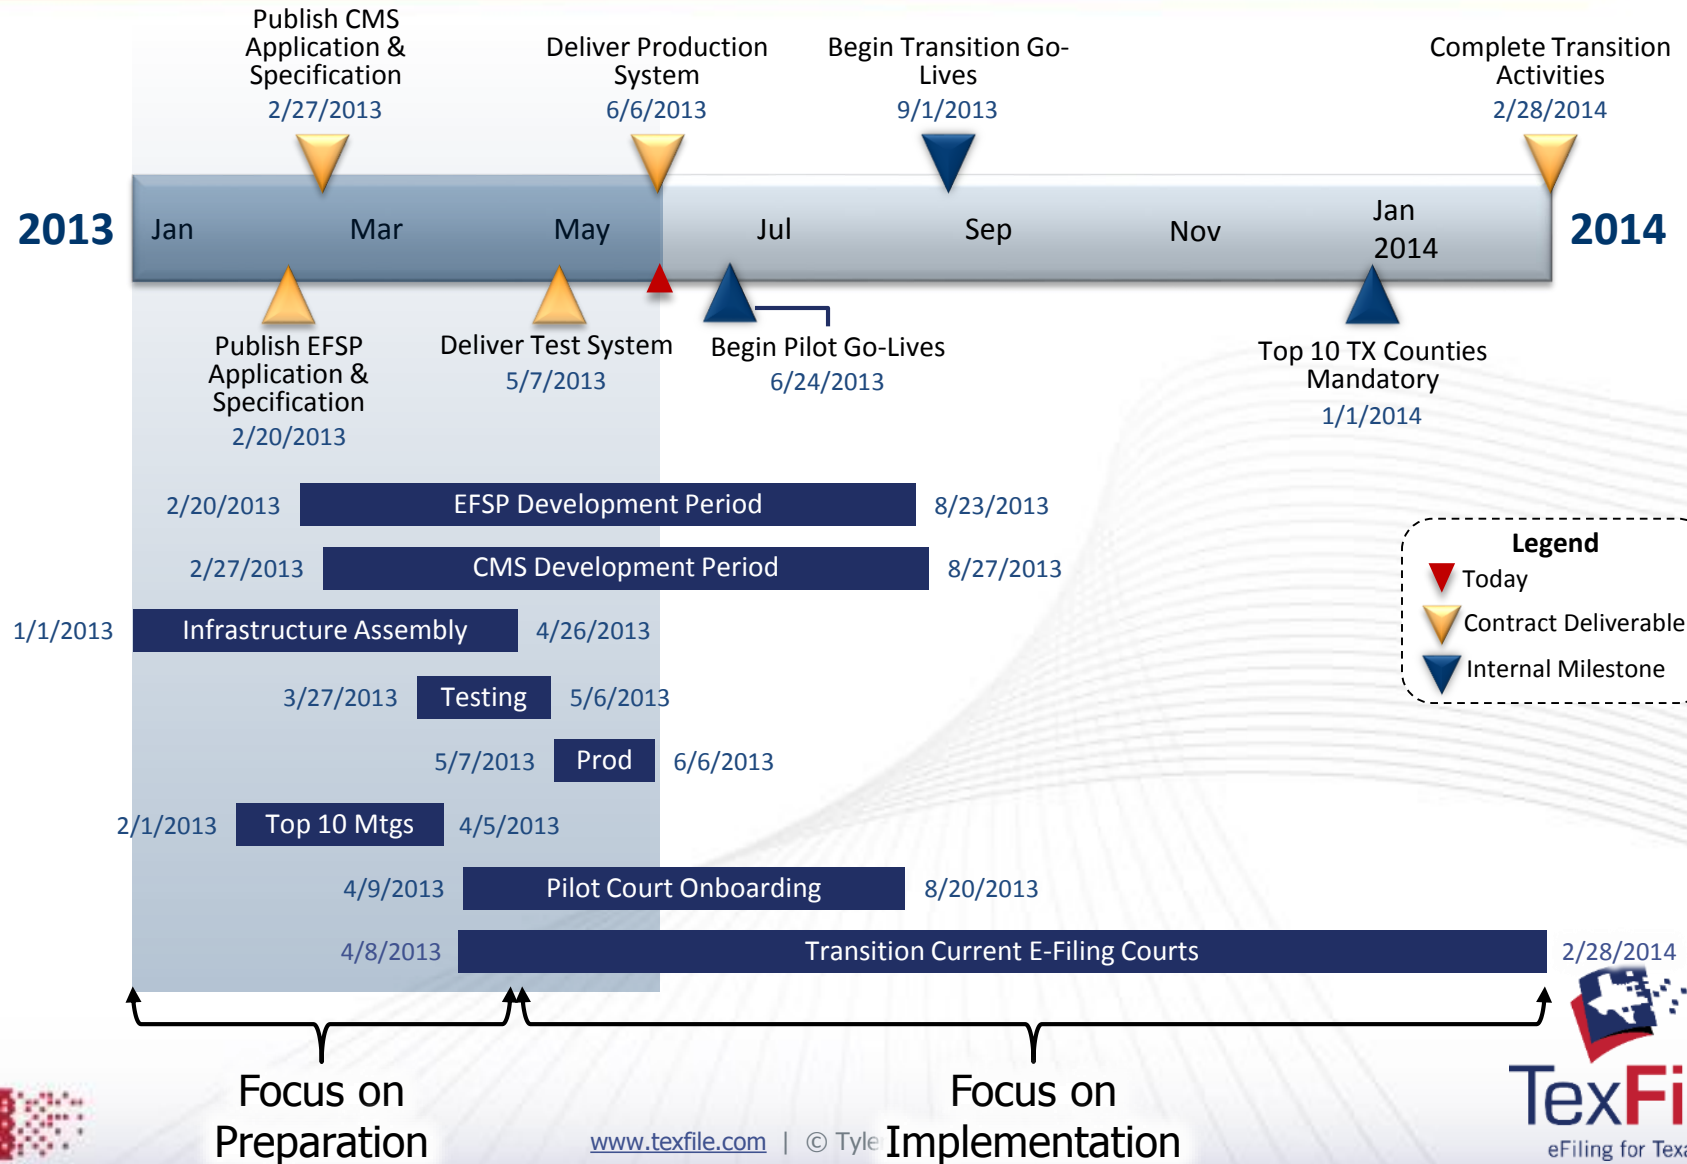 Publish CMS
Application &
Specification
2/27/2013
Deliver Production
System
6/6/2013
Begin Transition Go-
Lives
9/1/2013
Complete Transition
Activities
2/28/2014
2013
Jan
Mar
May
Jul
Sep
Nov
Jan
2014
2014
Publish EFSP
Application &
Specification
2/20/2013
Deliver Test System
5/7/2013
Begin Pilot Go-Lives
6/24/2013
Top 10 TX Counties
Mandatory
1/1/2014
2/20/2013 EFSP Development Period 8/23/2013
2/27/2013 CMS Development Period 8/27/2013
1/1/2013 Infrastructure Assembly 4/26/2013
3/27/2013 Testing 5/6/2013
5/7/2013 Prod 6/6/2013
2/1/2013 Top 10 Mtgs 4/5/2013
4/9/2013 Pilot Court Onboarding 8/20/2013
4/8/2013 Transition Current E-Filing Courts 2/28/2014
Legend
Today
Contract Deliverable
Internal Milestone
Focus on
Preparation
Focus on
Implementation
www.texfile.com | © Tyle
TexFi
eFiling for Texa